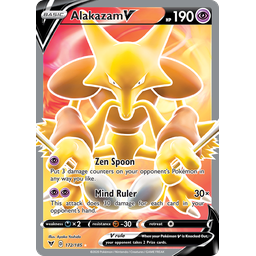 BASIC Alakazam V HP 190
Zen Spoon
Put 3 damage counters on your opponent's Pokémon
in any way you like.
Mind Ruler 30×
This attack does 30 damage for each card in your
opponent's hand.
weakness ×2 resistance -30 retreat
V rule When your Pokémon V is Knocked Out,
your opponent takes 2 Prize cards.
172/185